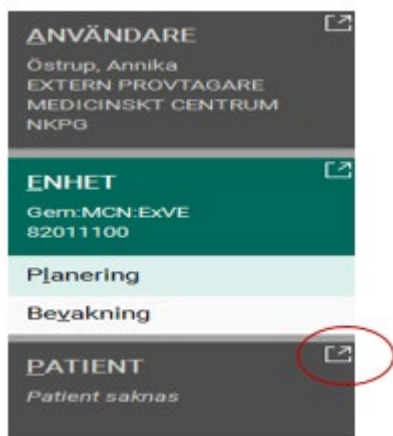 ANVÄNDARE
Östrup, Annika
EXTERN PROVTAGARE
MEDICINSKT CENTRUM
NKPG
ENHET
Gem:MCN:ExVE
82011100
Planering
Bevakning
PATIENT
Patient saknas